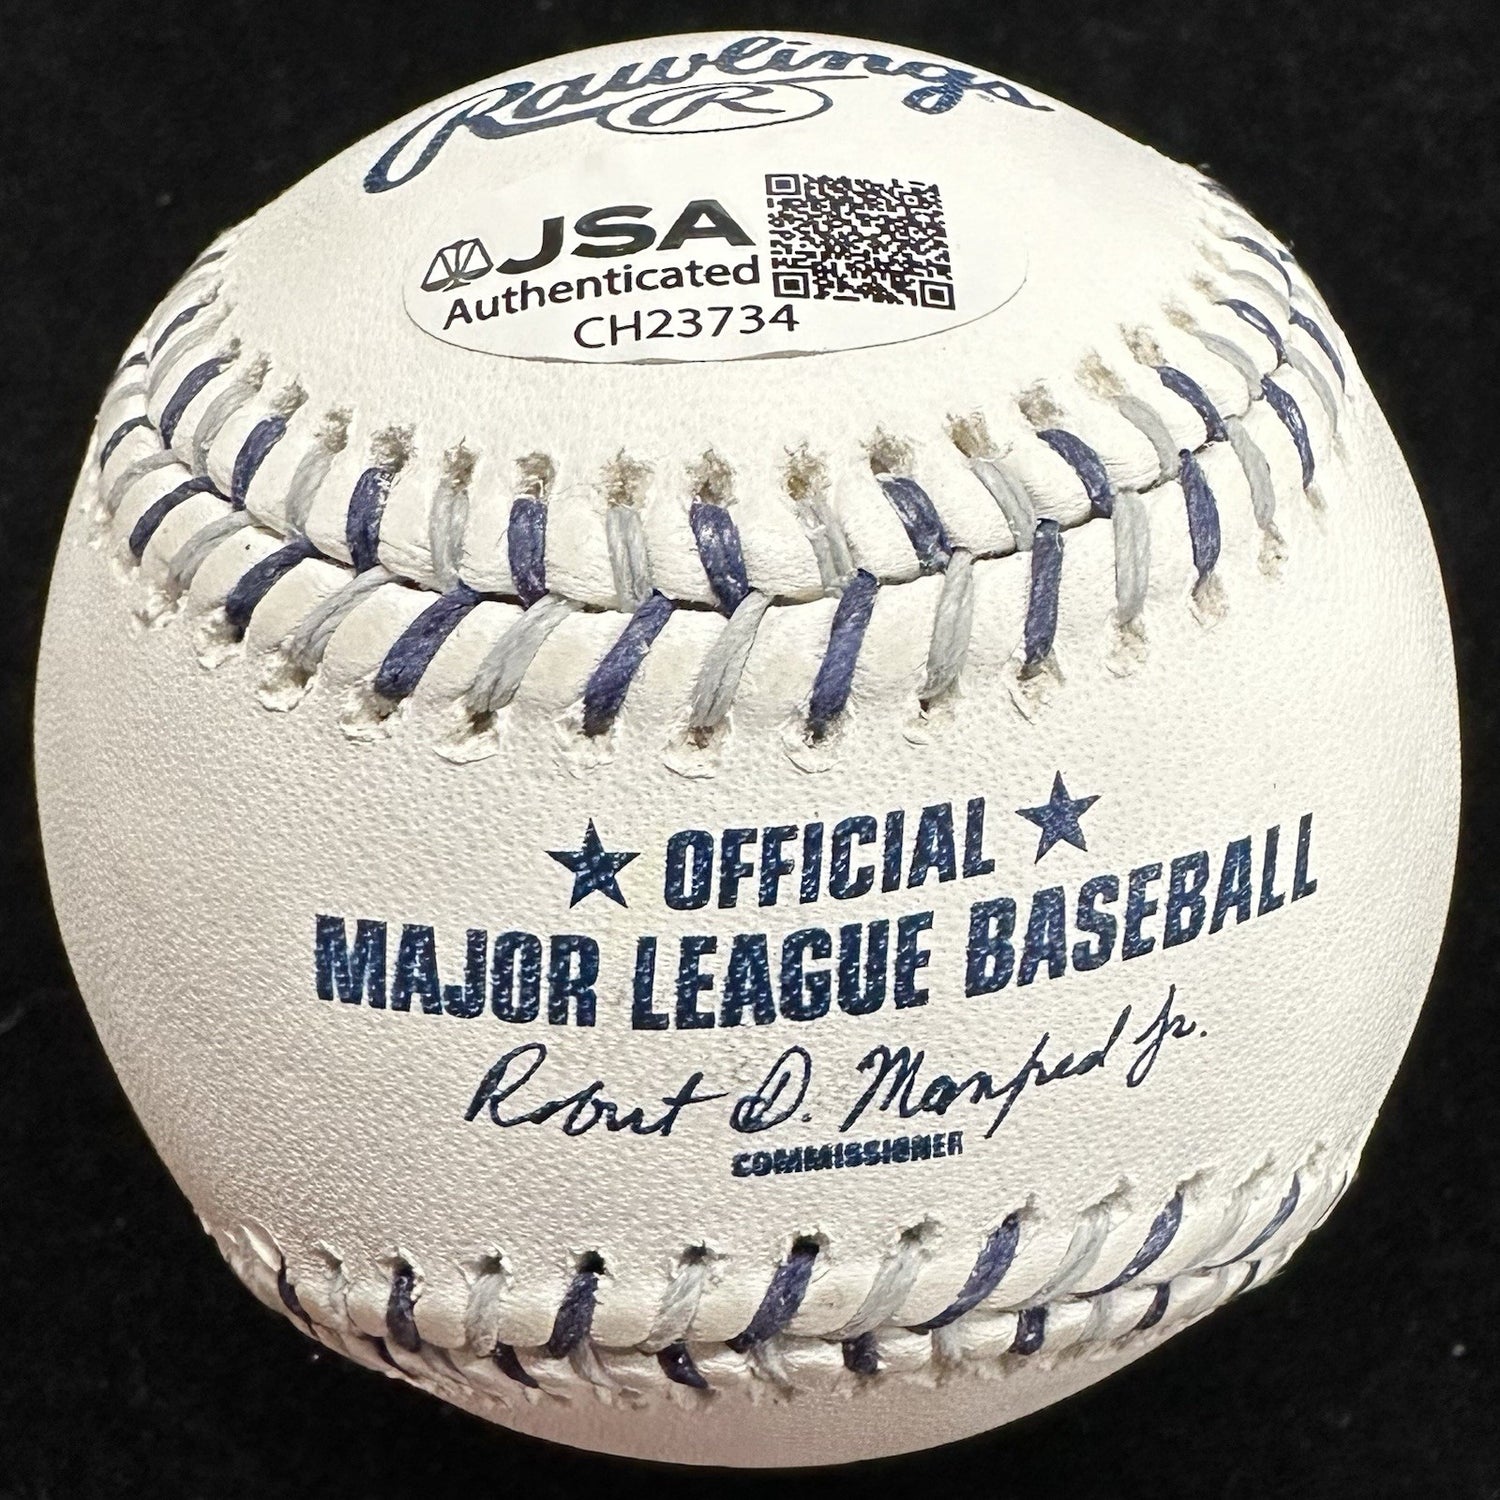 Rawlings
R
JSA
Authenticated
CH23734
OFFICIAL
MAJOR LEAGUE BASEBALL
Robert D. Manfred Jr.
COMMISSIONER